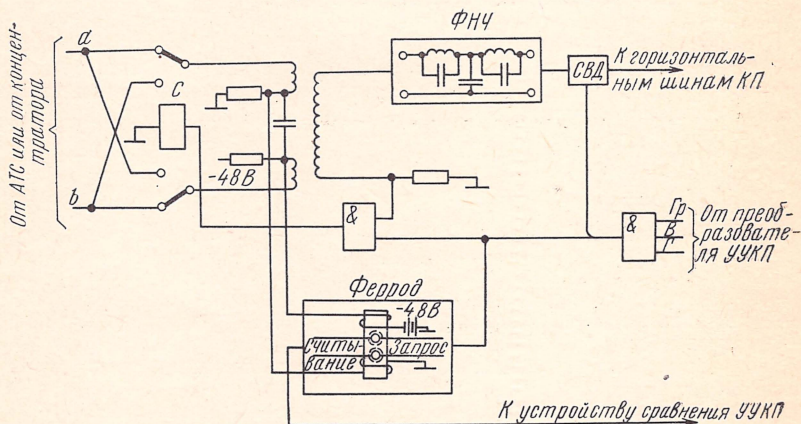 ФНЧ
От АТС или от концен-
тратора
a
b
С
-48В
СВД
К горизонталь-
ным шинам КП
&
&
Гр
В
Г
От преоб-
разовате-
ля УУКП
Феррод
-48В
Считы-
вание
Запрос
К устройству сравнения УУКП